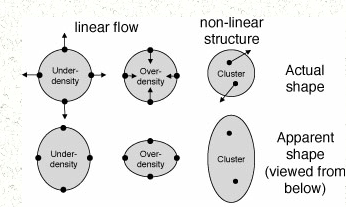 linear flow
non-linear
structure
Under-
density
Over-
density
Cluster
Actual
shape
Under-
density
Over-
density
Cluster
Apparent
shape
(viewed from
below)